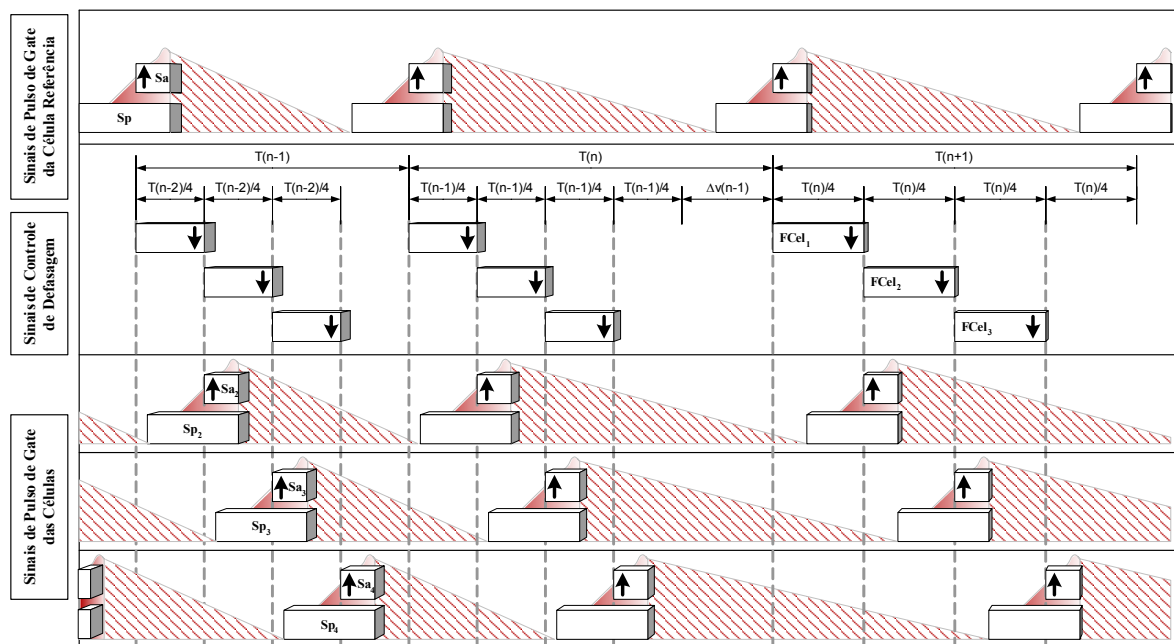 Sinais de Pulso de Gate
da Célula Referência
Sa
Sp
T(n-1)
T(n)
T(n+1)
T(n-2)/4
T(n-2)/4
T(n-2)/4
T(n-1)/4
T(n-1)/4
T(n-1)/4
T(n-1)/4
Δv(n-1)
T(n)/4
T(n)/4
T(n)/4
T(n)/4
Sinais de Controle
de Defasagem
FCel1
FCel2
FCel3
Sinais de Pulso de Gate
das Células
Sa2
Sp2
Sa3
Sp3
Sa4
Sp4